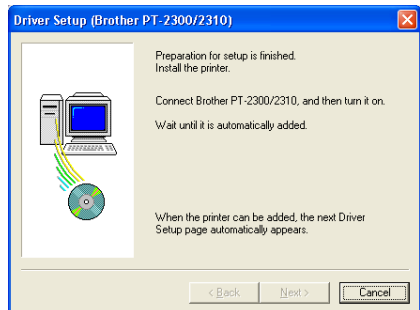 Driver Setup (Brother PT-2300/2310)
Preparation for setup is finished.
Install the printer.
Connect Brother PT-2300/2310, and then turn it on.
Wait until it is automatically added.
When the printer can be added, the next Driver
Setup page automatically appears.
< Back Next > Cancel